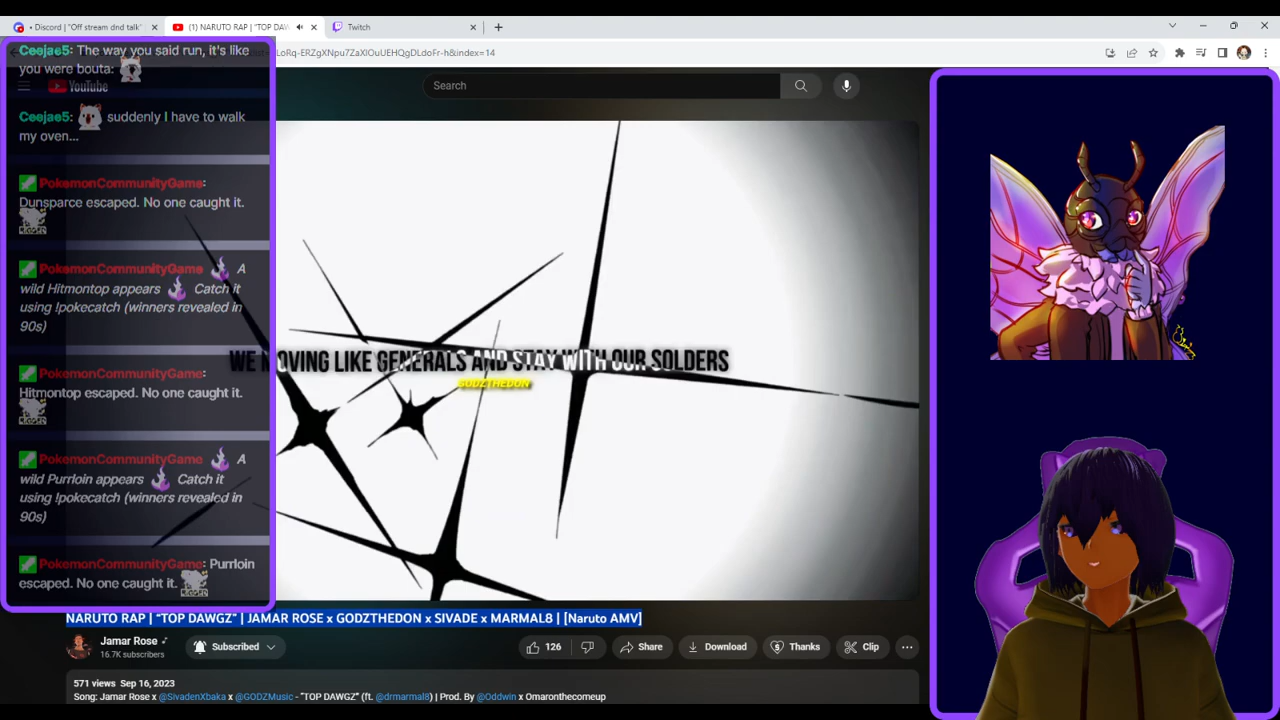 • Discord | "Off stream dnd talk"
(1) NARUTO RAP | "TOP DAW
Twitch
-ERZgXNpu7ZaXIOuUEHQgDLdoFr-h&index=14
Ceejae5: The way you said run, it's like
you were bouta:
YouTube
Search
Ceejae5: suddenly I have to walk
my oven...
PokemonCommunityGame:
Dunsparce escaped. No one caught it.
PokemonCommunityGame A
wild Hitmontop appears Catch it
using !pokecatch (winners revealed in
90s)
PokemonCommunityGame:
Hitmontop escaped. No one caught it.
PokemonCommunityGame A
wild Purrloin appears Catch it
using !pokecatch (winners revealed in
90s)
PokemonCommunityGame: Purrloin
escaped. No one caught it.
WE MOVING LIKE GENERALS AND STAY WITH OUR SOLDERS
GODZTHEDON
NARUTO RAP | "TOP DAWGZ" | JAMAR ROSE x GODZTHEDON x SIVADE x MARMAL8 | [Naruto AMV]
Jamar Rose
16.7K subscribers
Subscribed
126
Share
Download
Thanks
Clip
571 views Sep 16, 2023
Song: Jamar Rose x @SivadenXbaka x @GODZMusic - "TOP DAWGZ" (ft. @drmarmal8) | Prod. By @Oddwin x Omaronthecomeup